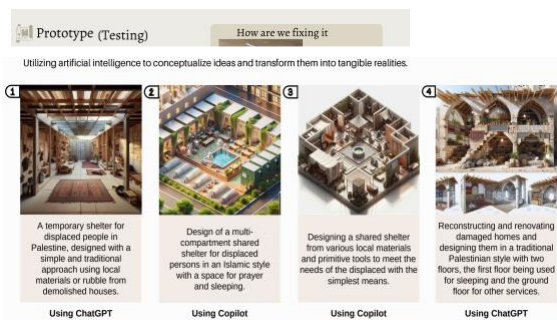 Prototype (Testing)
How are we fixing it
Utilizing artificial intelligence to conceptualize ideas and transform them into tangible realities.
1
A temporary shelter for
displaced people in
Palestine, designed with a
simple and traditional
approach using local
materials or rubble from
demolished houses.
Using ChatGPT
2
Design of a multi-
compartment shared
shelter for displaced
persons in an Islamic style
with a space for prayer
and sleeping.
Using Copilot
3
Designing a shared shelter
from various local materials
and primitive tools to meet the
needs of the displaced with the
simplest means.
Using Copilot
4
Reconstructing and renovating
damaged homes and
designing them in a traditional
Palestinian style with two
floors, the first floor being used
for sleeping and the ground
floor for other services.
Using ChatGPT